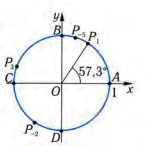 y
B P₋₅ P₁
P₃ 57,3°
C O A
1 x
P₋₂
D